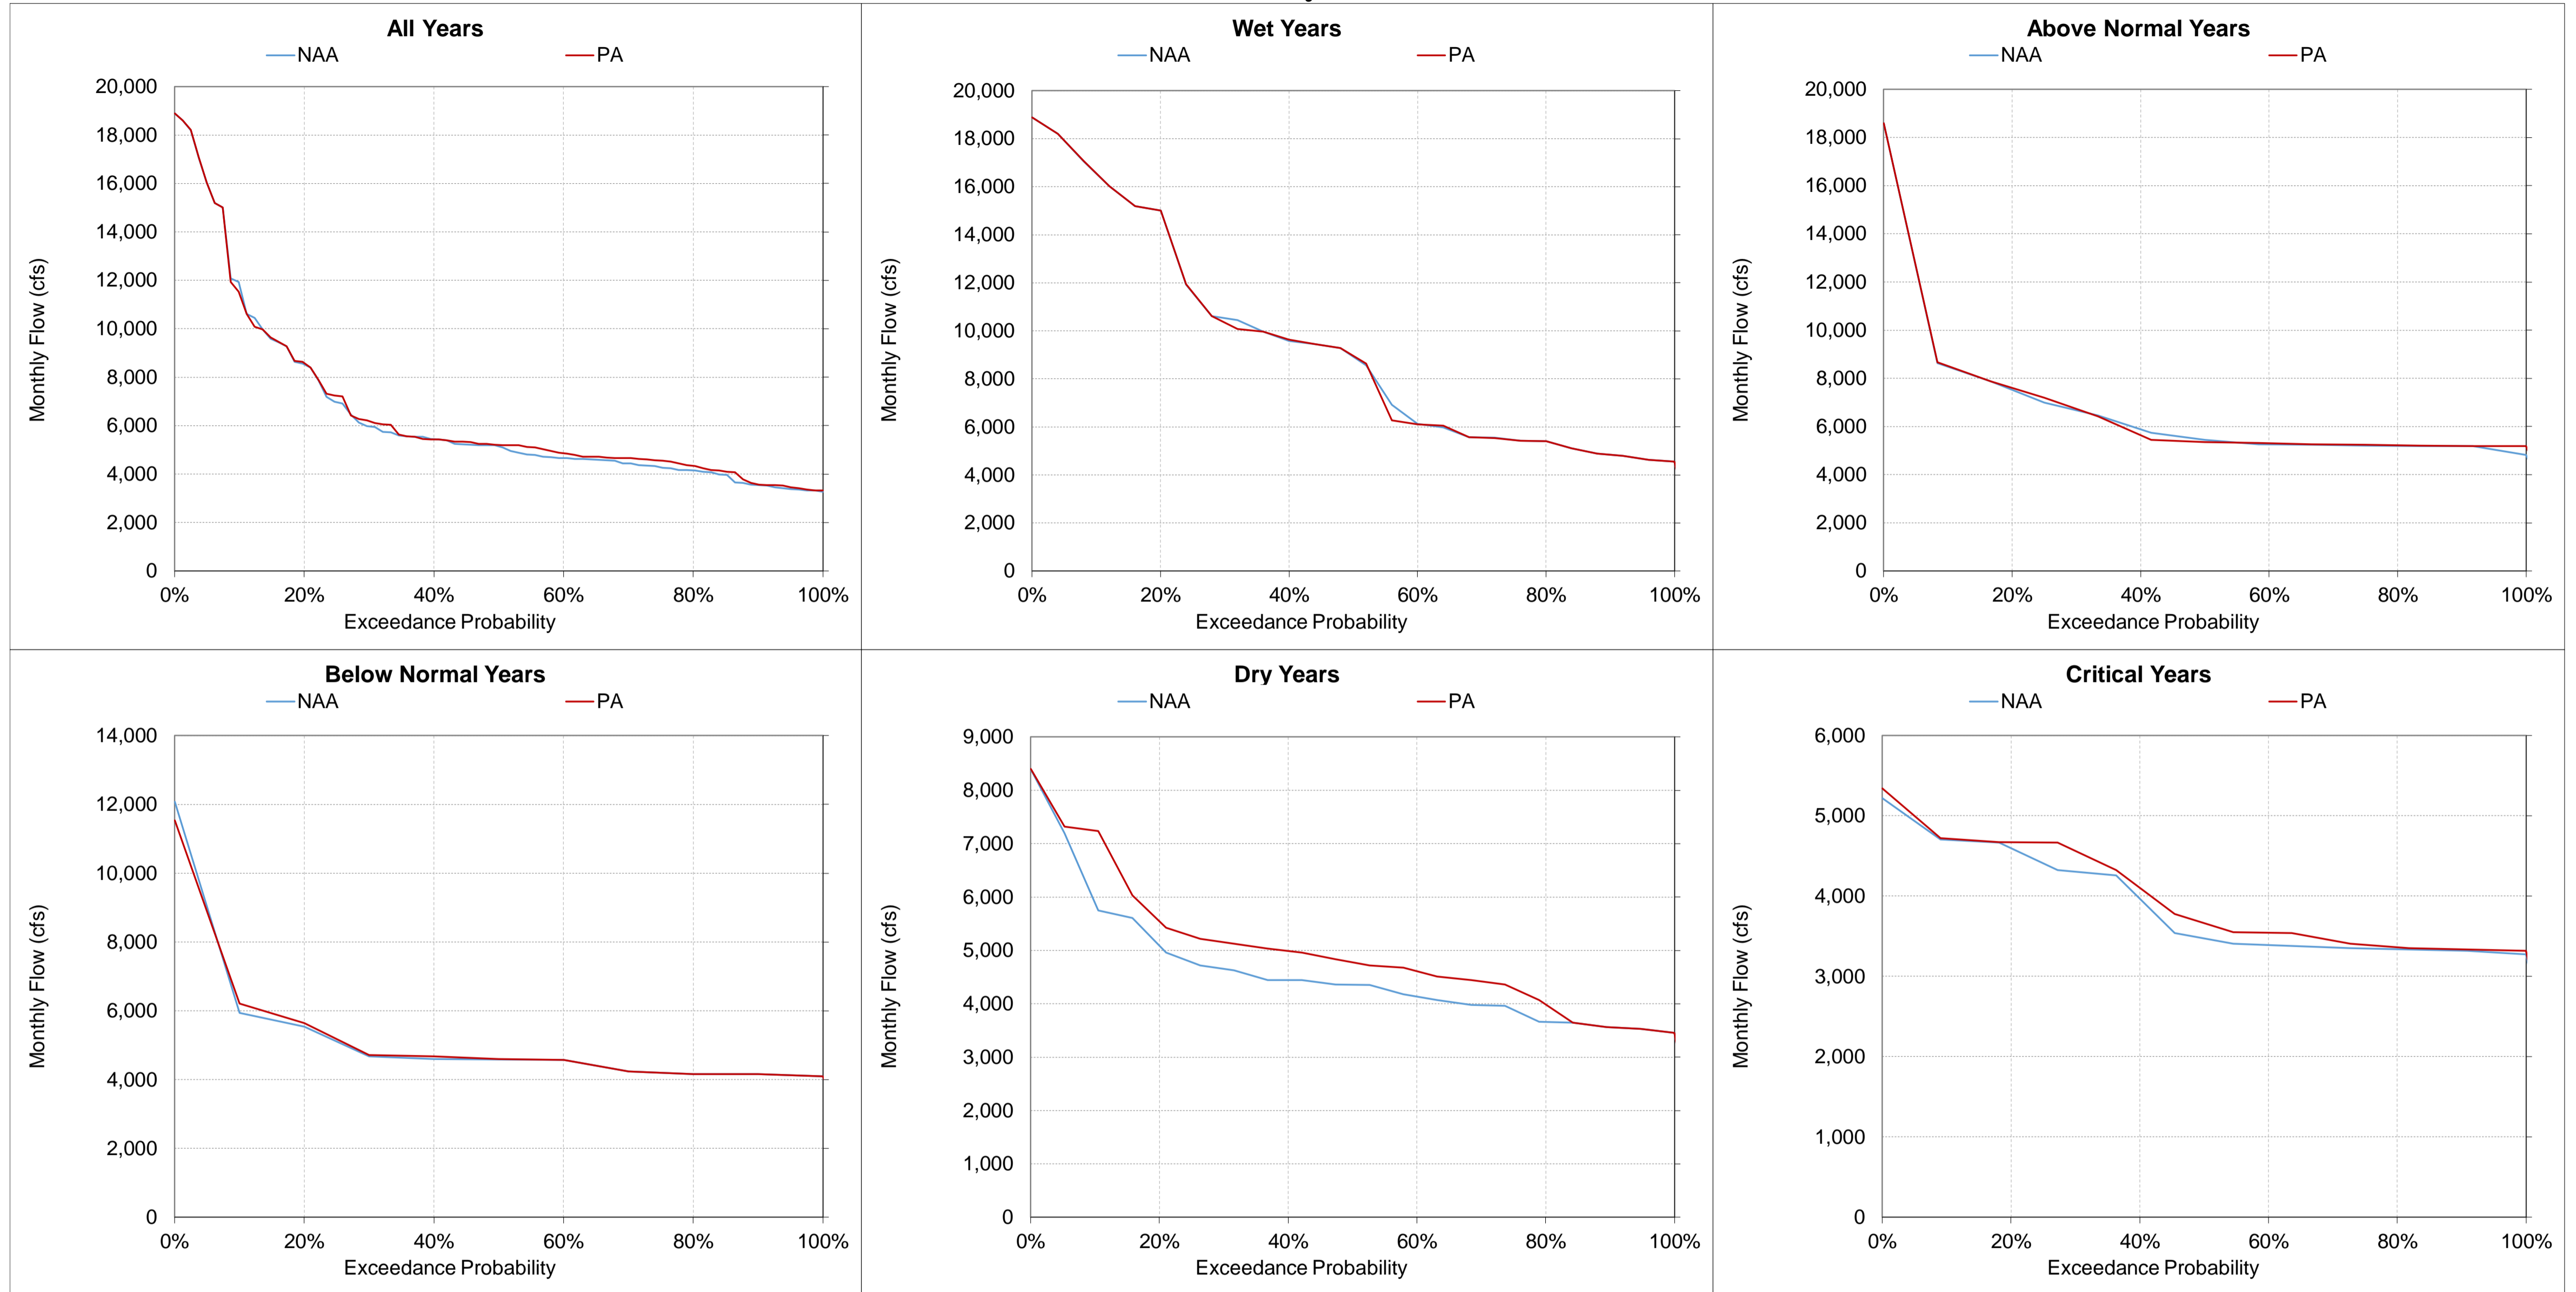 All Years
NAA PA
20,000
18,000
16,000
14,000
12,000
10,000
8,000
6,000
4,000
2,000
0
0% 20% 40% 60% 80% 100%
Monthly Flow (cfs)
Exceedance Probability
Wet Years
NAA PA
20,000
18,000
16,000
14,000
12,000
10,000
8,000
6,000
4,000
2,000
0
0% 20% 40% 60% 80% 100%
Monthly Flow (cfs)
Exceedance Probability
Above Normal Years
NAA PA
20,000
18,000
16,000
14,000
12,000
10,000
8,000
6,000
4,000
2,000
0
0% 20% 40% 60% 80% 100%
Monthly Flow (cfs)
Exceedance Probability
Below Normal Years
NAA PA
14,000
12,000
10,000
8,000
6,000
4,000
2,000
0
0% 20% 40% 60% 80% 100%
Monthly Flow (cfs)
Exceedance Probability
Dry Years
NAA PA
9,000
8,000
7,000
6,000
5,000
4,000
3,000
2,000
1,000
0
0% 20% 40% 60% 80% 100%
Monthly Flow (cfs)
Exceedance Probability
Critical Years
NAA PA
6,000
5,000
4,000
3,000
2,000
1,000
0
0% 20% 40% 60% 80% 100%
Monthly Flow (cfs)
Exceedance Probability